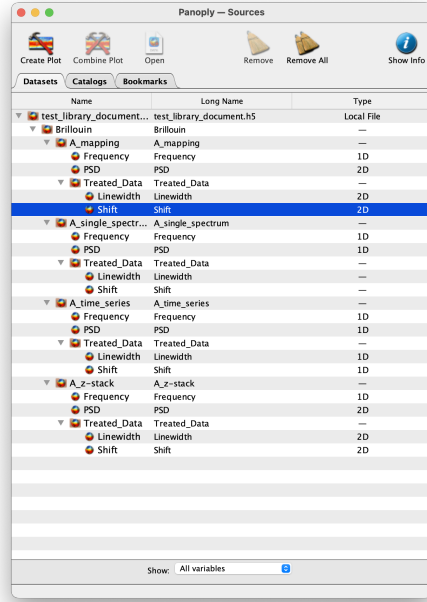 Panoply — Sources
Create Plot Combine Plot Open Remove Remove All Show Info
Datasets Catalogs Bookmarks
Name Long Name Type
test_library_document... test_library_document.h5 Local File
Brillouin Brillouin —
A_mapping A_mapping —
Frequency Frequency 1D
PSD PSD 2D
Treated_Data Treated_Data —
Linewidth Linewidth 2D
Shift Shift 2D
A_single_spectr... A_single_spectrum —
Frequency Frequency 1D
PSD PSD 1D
Treated_Data Treated_Data —
Linewidth Linewidth —
Shift Shift —
A_time_series A_time_series —
Frequency Frequency 1D
PSD PSD 1D
Treated_Data Treated_Data —
Linewidth Linewidth 1D
Shift Shift 1D
A_z-stack A_z-stack —
Frequency Frequency 1D
PSD PSD 2D
Treated_Data Treated_Data —
Linewidth Linewidth 2D
Shift Shift 2D
Show: All variables